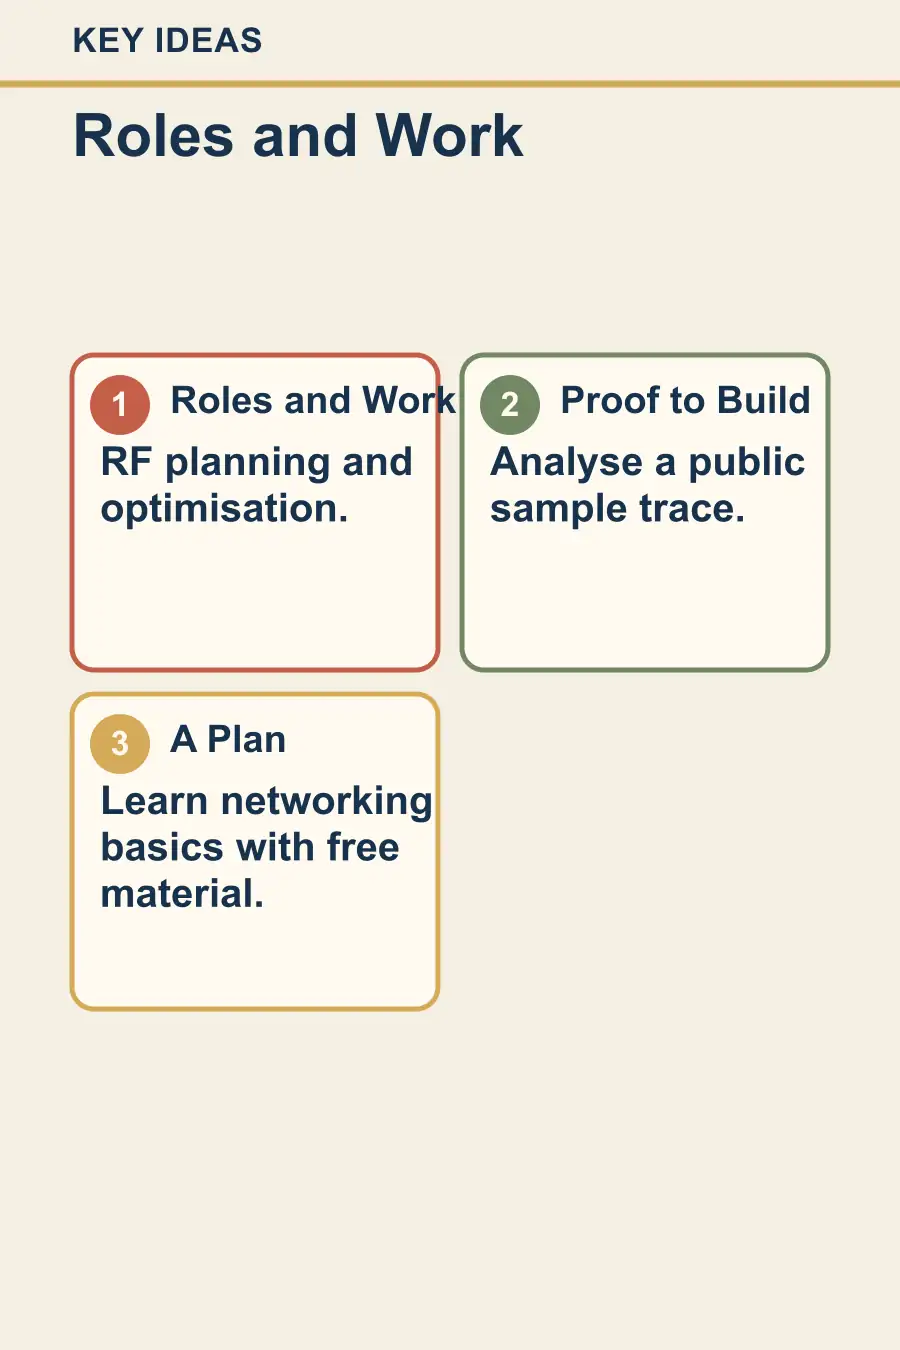 KEY IDEAS
Roles and Work
1
Roles and Work
RF planning and
optimisation.
2
Proof to Build
Analyse a public
sample trace.
3
A Plan
Learn networking
basics with free
material.